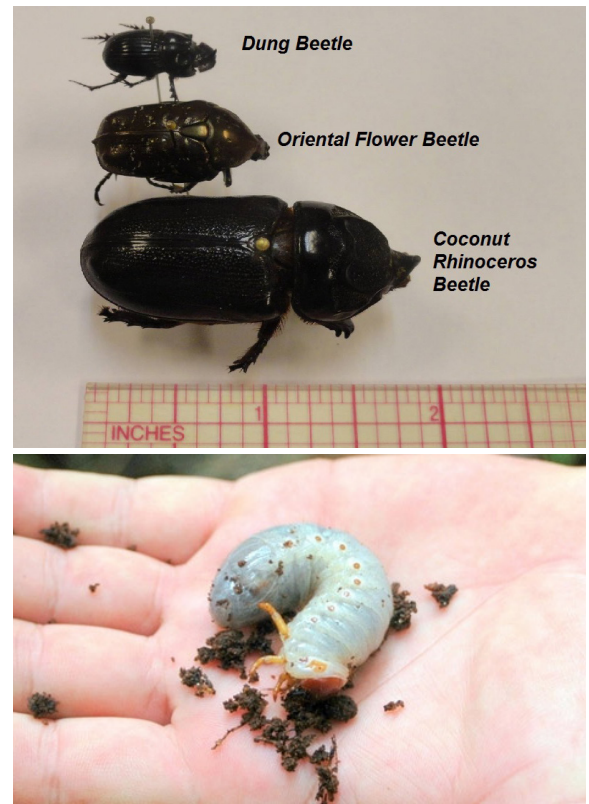 Dung Beetle
Oriental Flower Beetle
Coconut
Rhinoceros
Beetle
1
2
INCHES